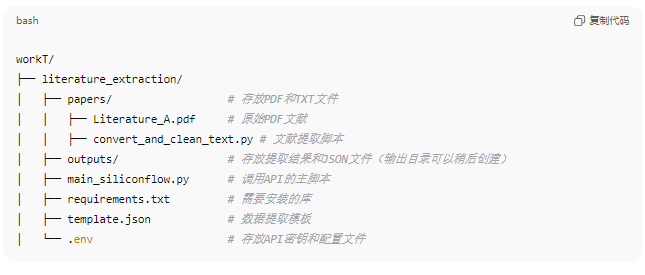 bash 复制代码
workT/
├── literature_extraction/
│   ├── papers/ # 存放PDF和TXT文件
│   │   ├── Literature_A.pdf # 原始PDF文献
│   │   ├── convert_and_clean_text.py # 文献提取脚本
│   ├── outputs/ # 存放提取结果和JSON文件（输出目录可以稍后创建）
│   ├── main_siliconflow.py # 调用API的主脚本
│   ├── requirements.txt # 需要安装的库
│   ├── template.json # 数据提取模板
│   └── .env # 存放API密钥和配置文件